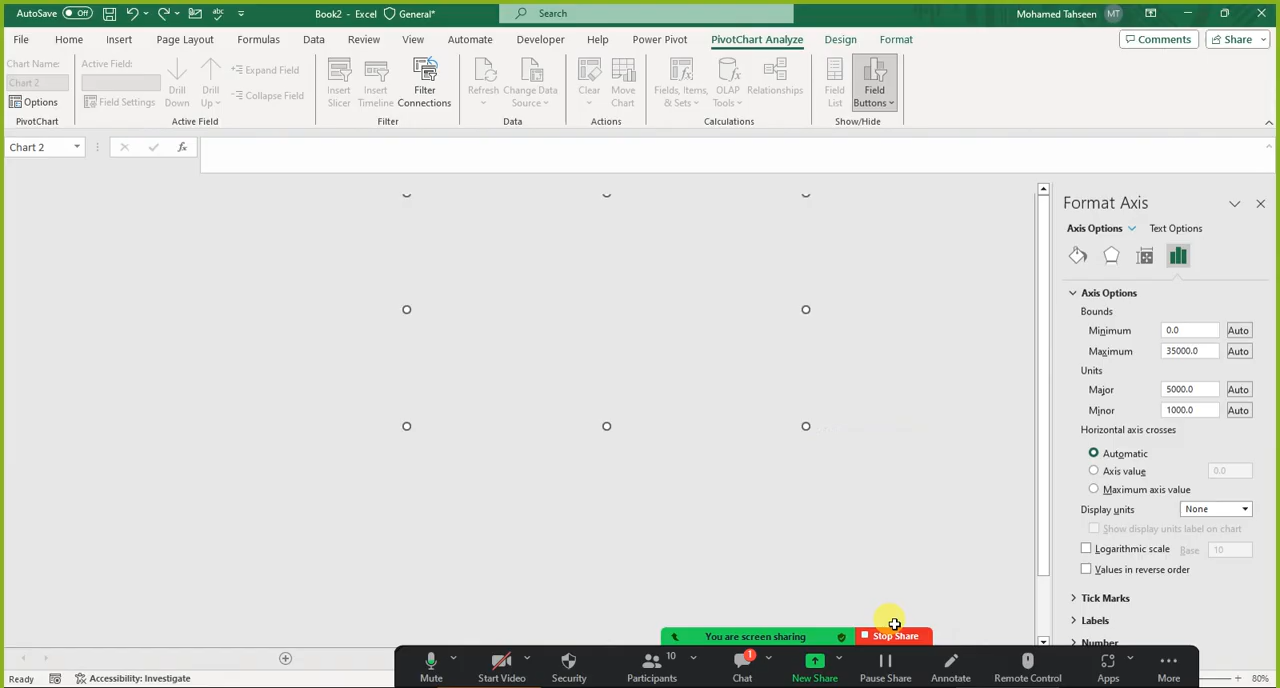 AutoSave Off Book2 - Excel General* Search Mohamed Tahseen MT
File Home Insert Page Layout Formulas Data Review View Automate Developer Help Power Pivot PivotChart Analyze Design Format Comments Share
Chart Name:
Chart 2
Options
PivotChart
Active Field:
Field Settings
Drill Down
Drill Up
Expand Field
Collapse Field
Active Field
Insert Slicer
Insert Timeline
Filter Connections
Filter
Refresh
Change Data Source
Data
Clear
Move Chart
Actions
Fields, Items, & Sets
OLAP Tools
Relationships
Calculations
Field List
Field Buttons
Show/Hide
Chart 2 fx
Format Axis
Axis Options Text Options
Axis Options
Bounds
Minimum 0.0 Auto
Maximum 35000.0 Auto
Units
Major 5000.0 Auto
Minor 1000.0 Auto
Horizontal axis crosses
Automatic
Axis value 0.0
Maximum axis value
Display units None
Show display units label on chart
Logarithmic scale Base 10
Values in reverse order
Tick Marks
Labels
Number
You are screen sharing Stop Share
Mute Start Video Security Participants 10 Chat 1 New Share Pause Share Annotate Remote Control Apps More
Ready Accessibility: Investigate 80%